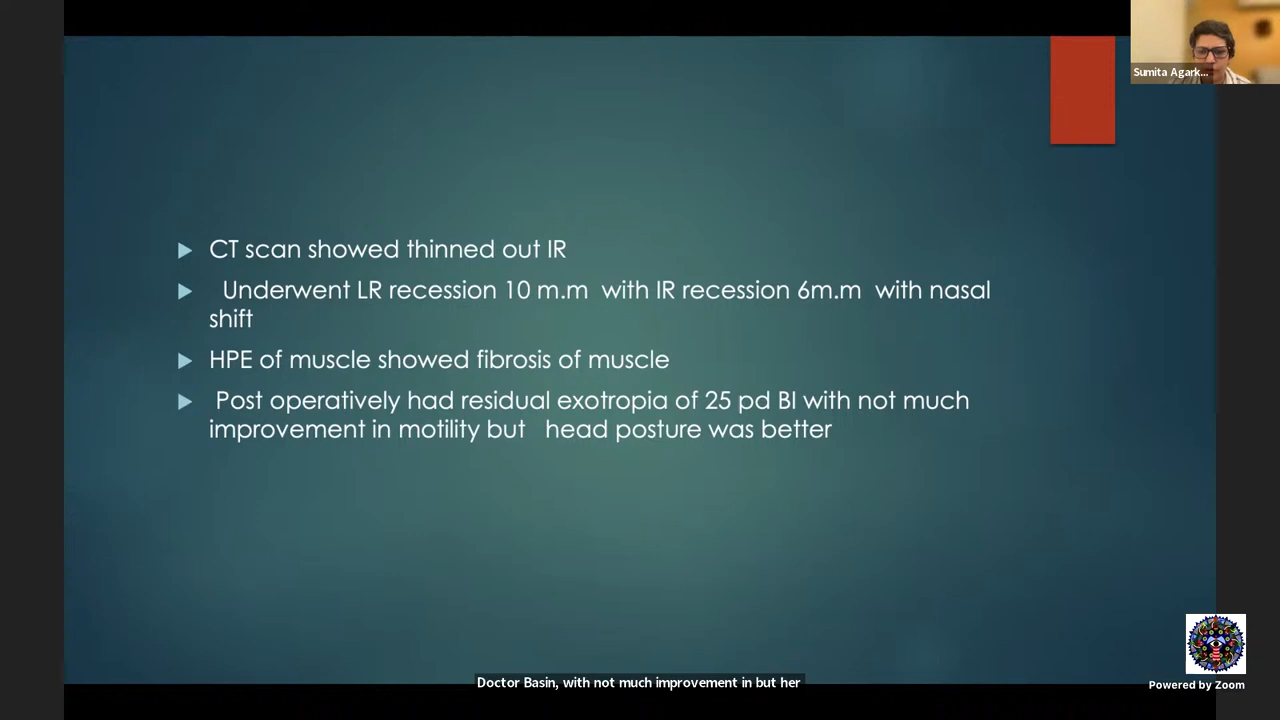 Sumita Agark...
CT scan showed thinned out IR
Underwent LR recession 10 m.m with IR recession 6m.m with nasal
shift
HPE of muscle showed fibrosis of muscle
Post operatively had residual exotropia of 25 pd BI with not much
improvement in motility but head posture was better
Doctor Basin, with not much improvement in but her
Powered by Zoom